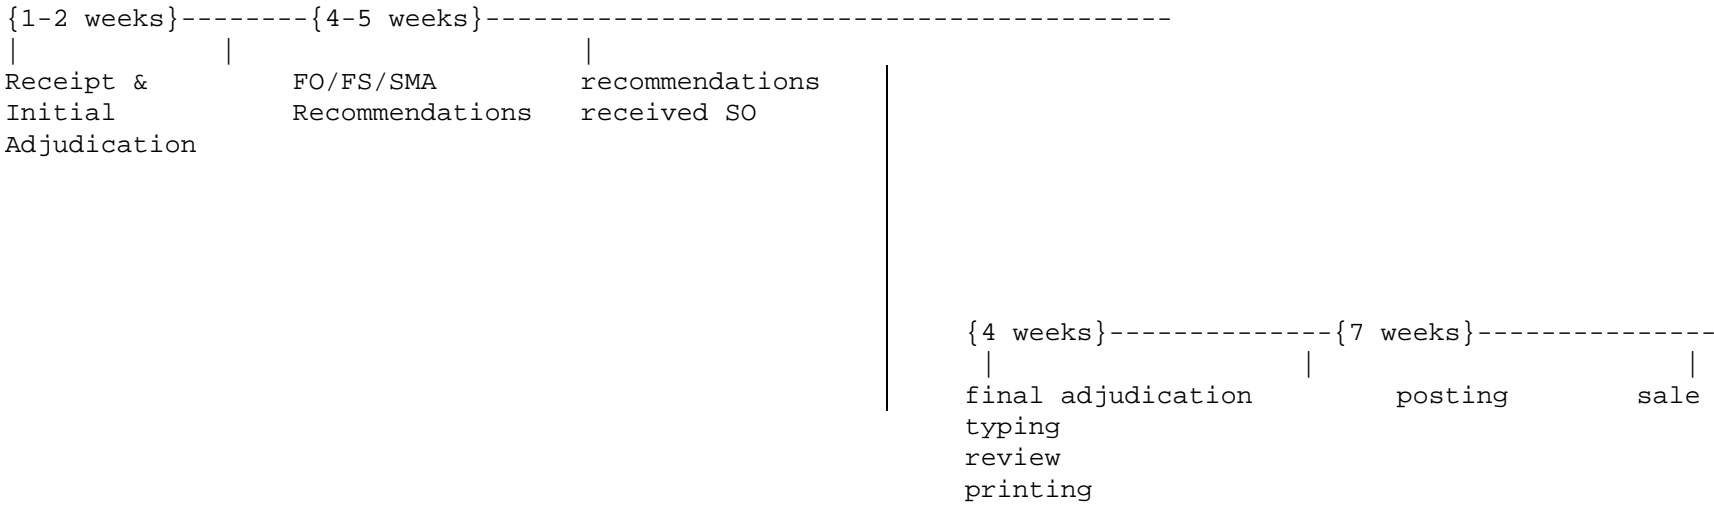 {1-2 weeks}--------{4-5 weeks}-------------------------------------------
|             |                      |
Receipt &         FO/FS/SMA         recommendations
Initial           Recommendations   received SO
Adjudication
{4 weeks}--------------{7 weeks}---------------
|                    |                        |
final adjudication         posting        sale
typing
review
printing